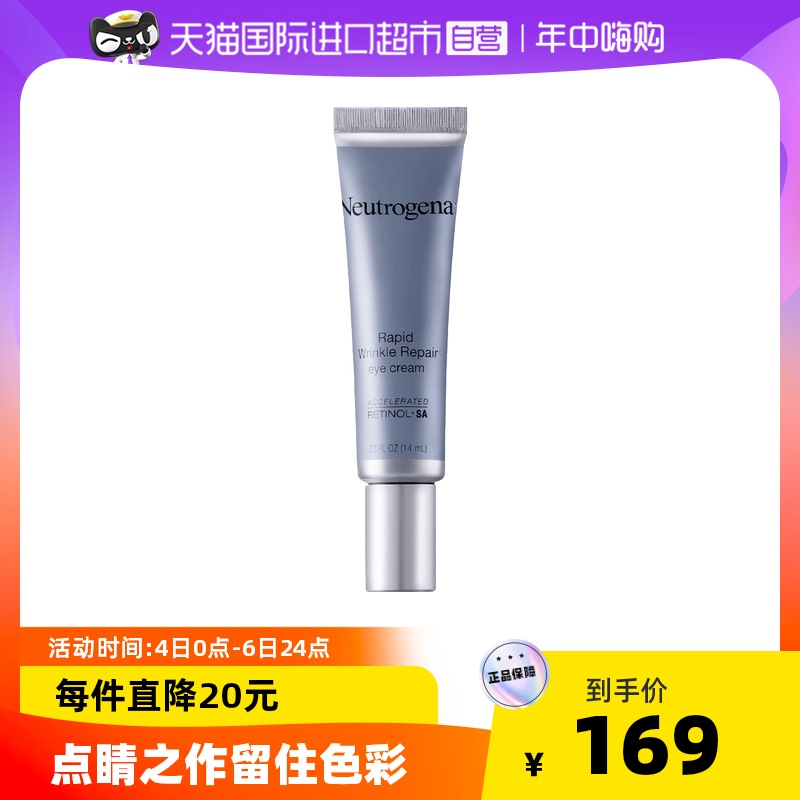 天猫国际进口超市自营 | 年中嗨购
Neutrogena
Rapid
Wrinkle Repair®
eye cream
ACCELERATED
RETINOL·SA
FL OZ (14 mL)
活动时间:4日0点-6日24点
每件直降20元
点睛之作留住色彩
正品保障
到手价
¥ 169